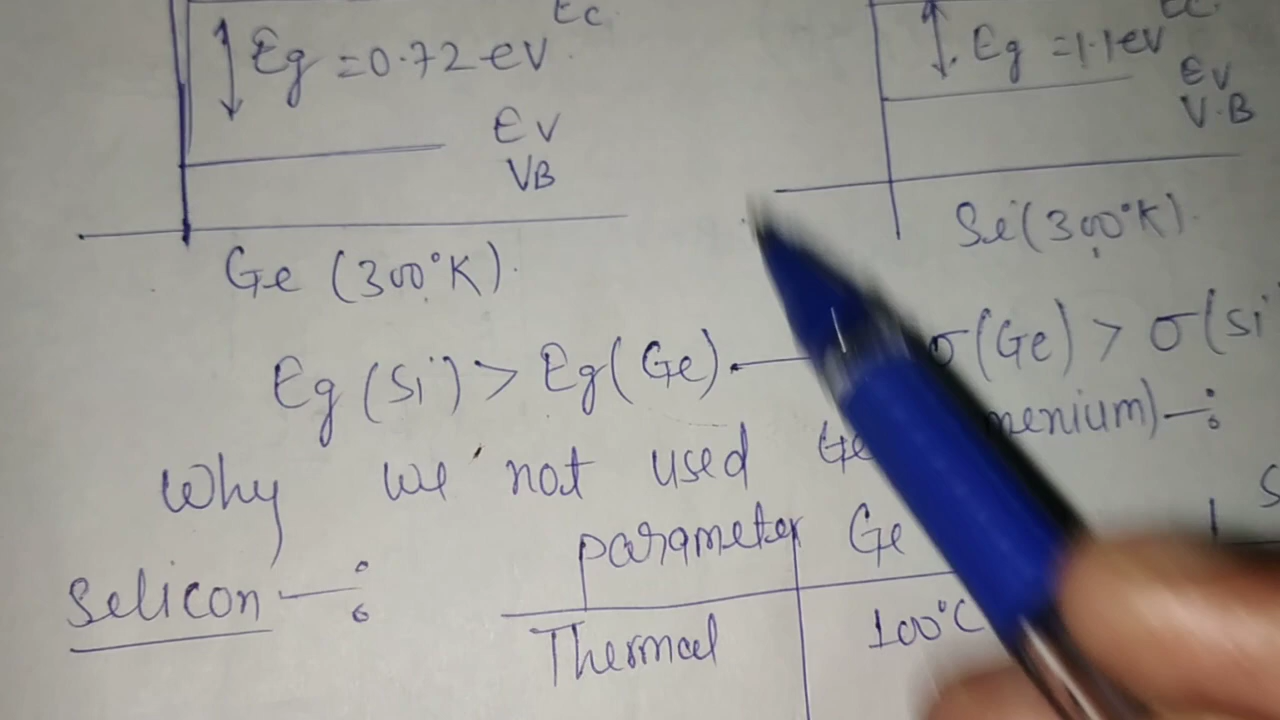 Ec
Eg = 0.72 eV
EV
VB
Ge (300°K).
Eg = 1.1 eV
EV
V.B
Si (300°K).
Eg (Si) > Eg (Ge). — σ(Ge) > σ(Si
Why we not used
Selicon —:
parameter Ge
Thermal 100°C